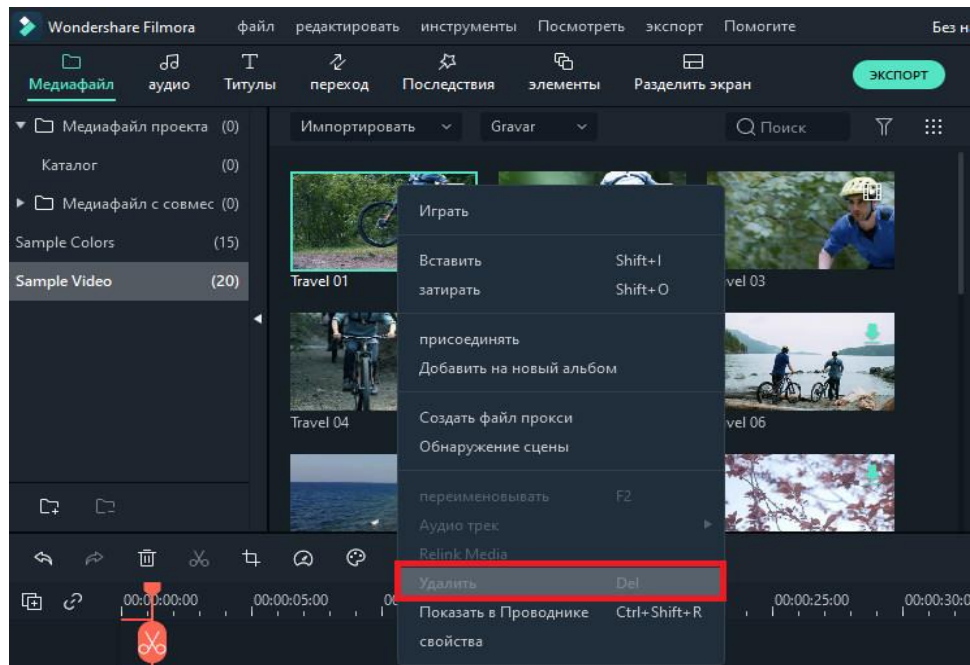 Wondershare Filmora файл редактировать инструменты Посмотреть экспорт Помогите Без н
Медиафайл аудио Титулы переход Последствия элементы Разделить экран ЭКСПОРТ
Медиафайл проекта (0) Импортировать Gravar Поиск
Каталог (0)
Медиафайл с совмес (0)
Sample Colors (15)
Sample Video (20)
Travel 01
vel 03
Travel 04
vel 06
Играть
Вставить Shift+I
затирать Shift+O
присоединять
Добавить на новый альбом
Создать файл прокси
Обнаружение сцены
переименовывать F2
Аудио трек
Relink Media
Удалить Del
Показать в Проводнике Ctrl+Shift+R
свойства
00:00:00:00 00:00:05:00 00 00:00:25:00 00:00:30:0